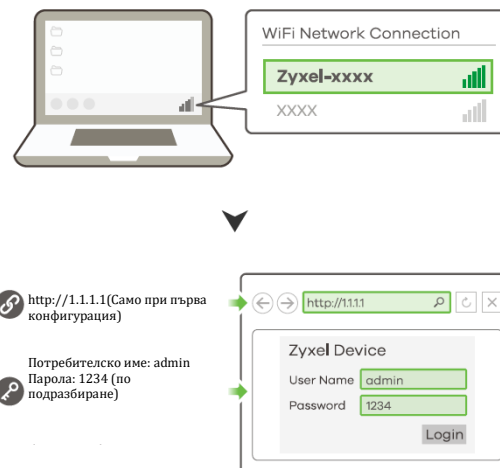 WiFi Network Connection
Zyxel-xxxx
XXXX
http://1.1.1.1(Само при първа
конфигурация)
http://1.1.1.1
Потребителско име: admin
Парола: 1234 (по
подразбиране)
Zyxel Device
User Name admin
Password 1234
Login